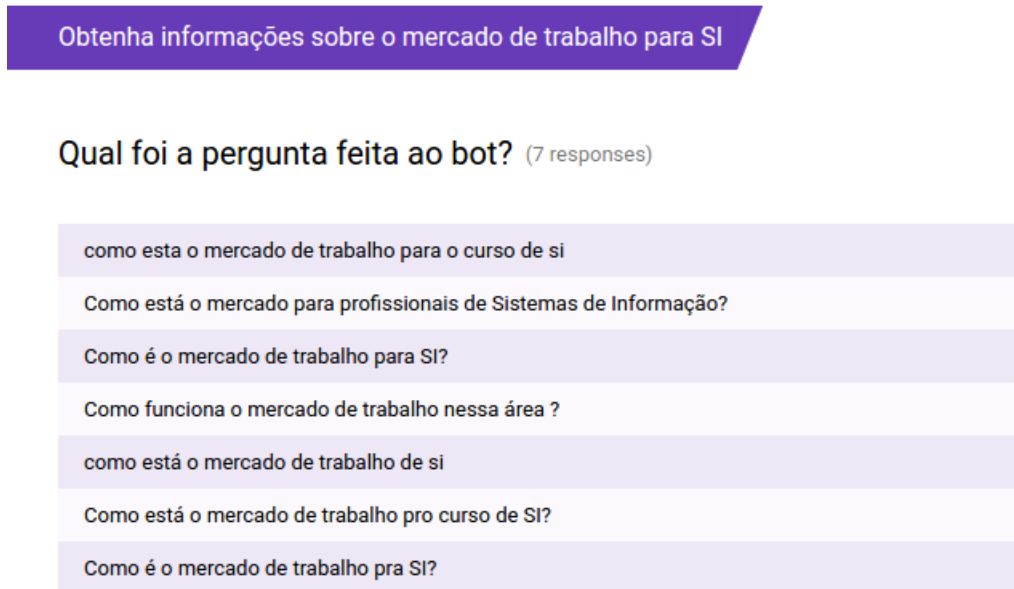 Obtenha informações sobre o mercado de trabalho para SI
Qual foi a pergunta feita ao bot? (7 responses)
como esta o mercado de trabalho para o curso de si
Como está o mercado para profissionais de Sistemas de Informação?
Como é o mercado de trabalho para SI?
Como funciona o mercado de trabalho nessa área ?
como está o mercado de trabalho de si
Como está o mercado de trabalho pro curso de SI?
Como é o mercado de trabalho pra SI?